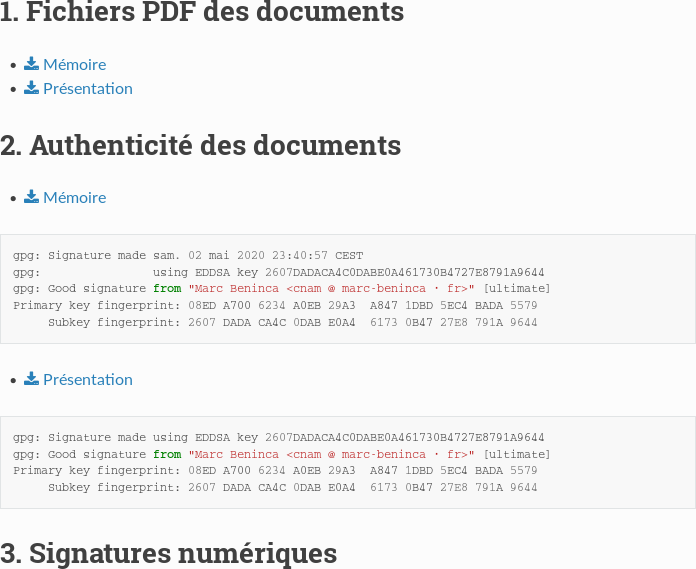 1. Fichiers PDF des documents
• Mémoire
• Présentation
2. Authenticité des documents
• Mémoire
gpg: Signature made sam. 02 mai 2020 23:40:57 CEST
gpg:                using EDDSA key 2607DADACA4C0DABE0A461730B4727E8791A9644
gpg: Good signature from "Marc Beninca <cnam @ marc-beninca · fr>" [ultimate]
Primary key fingerprint: 08ED A700 6234 A0EB 29A3  A847 1DBD 5EC4 BADA 5579
     Subkey fingerprint: 2607 DADA CA4C 0DAB E0A4  6173 0B47 27E8 791A 9644
• Présentation
gpg: Signature made using EDDSA key 2607DADACA4C0DABE0A461730B4727E8791A9644
gpg: Good signature from "Marc Beninca <cnam @ marc-beninca · fr>" [ultimate]
Primary key fingerprint: 08ED A700 6234 A0EB 29A3  A847 1DBD 5EC4 BADA 5579
     Subkey fingerprint: 2607 DADA CA4C 0DAB E0A4  6173 0B47 27E8 791A 9644
3. Signatures numériques